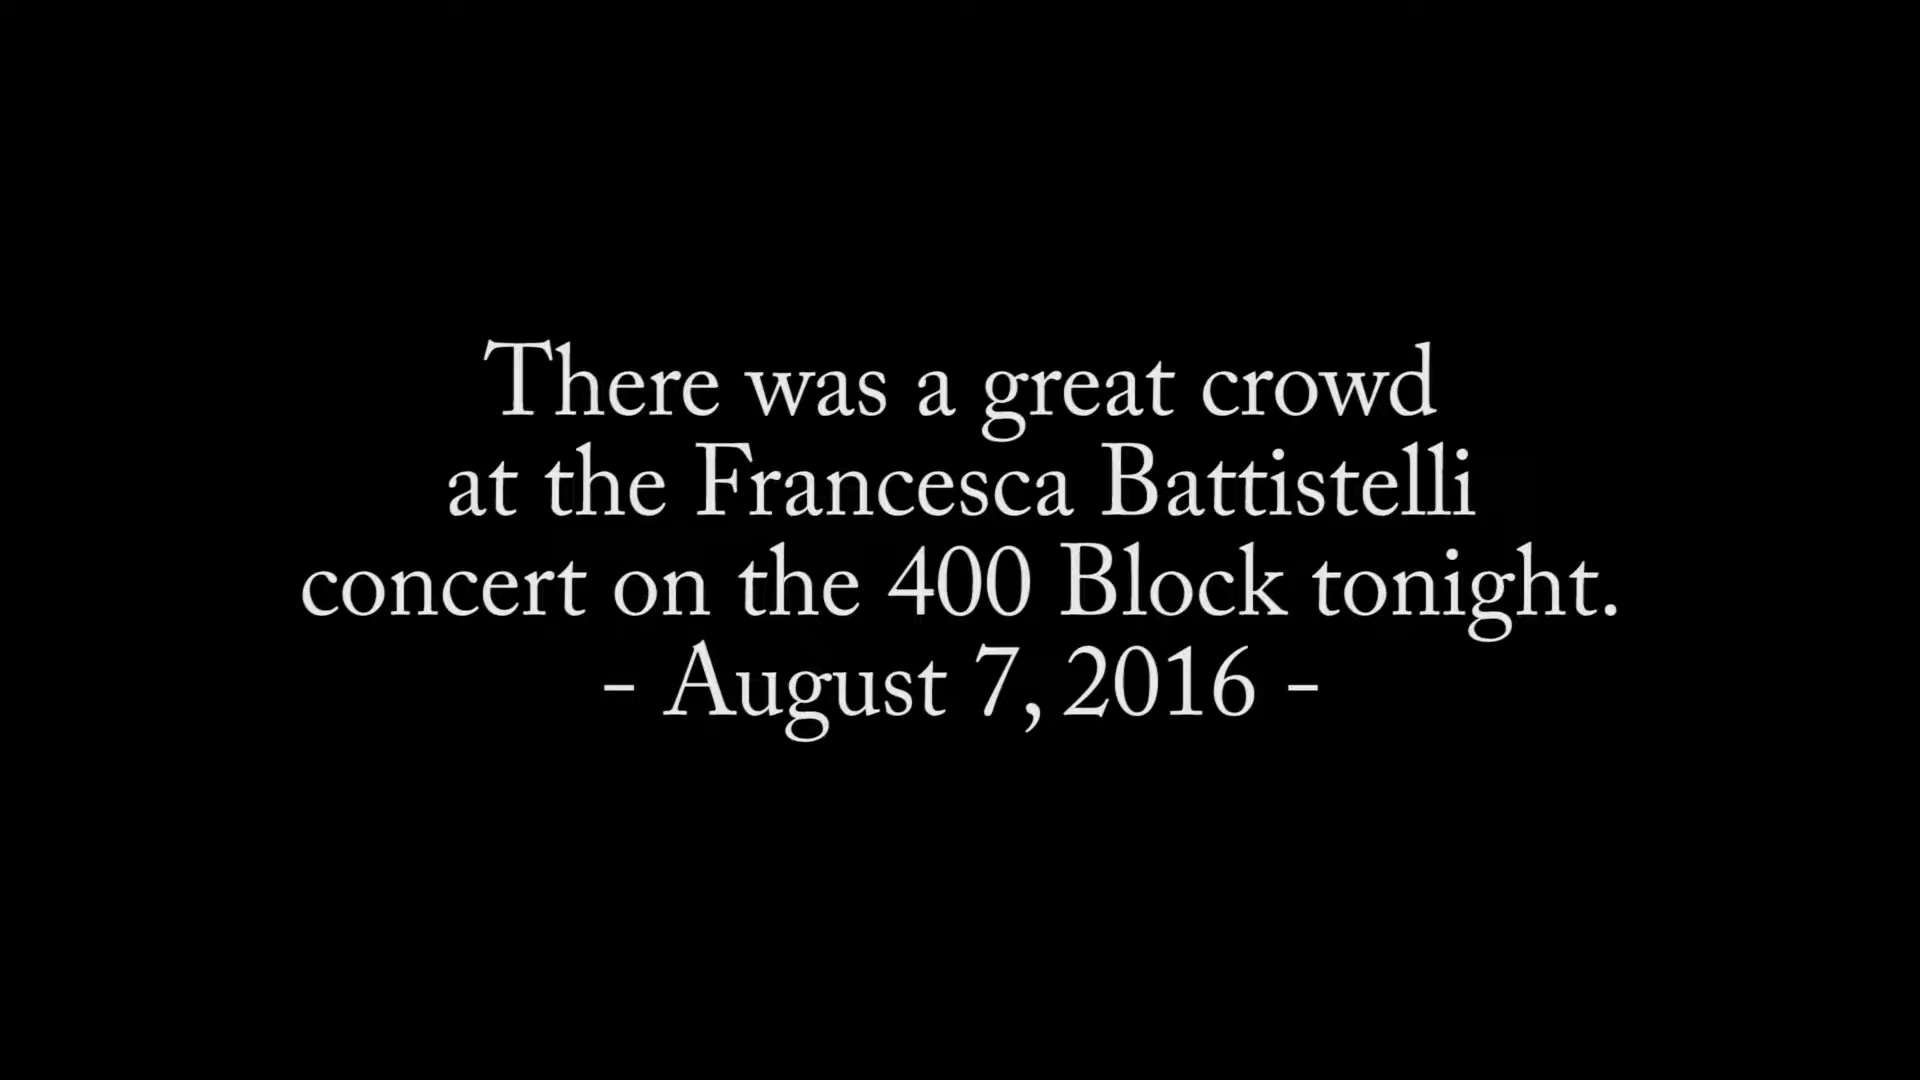 There was a great crowd
at the Francesca Battistelli
concert on the 400 Block tonight.
- August 7, 2016 -